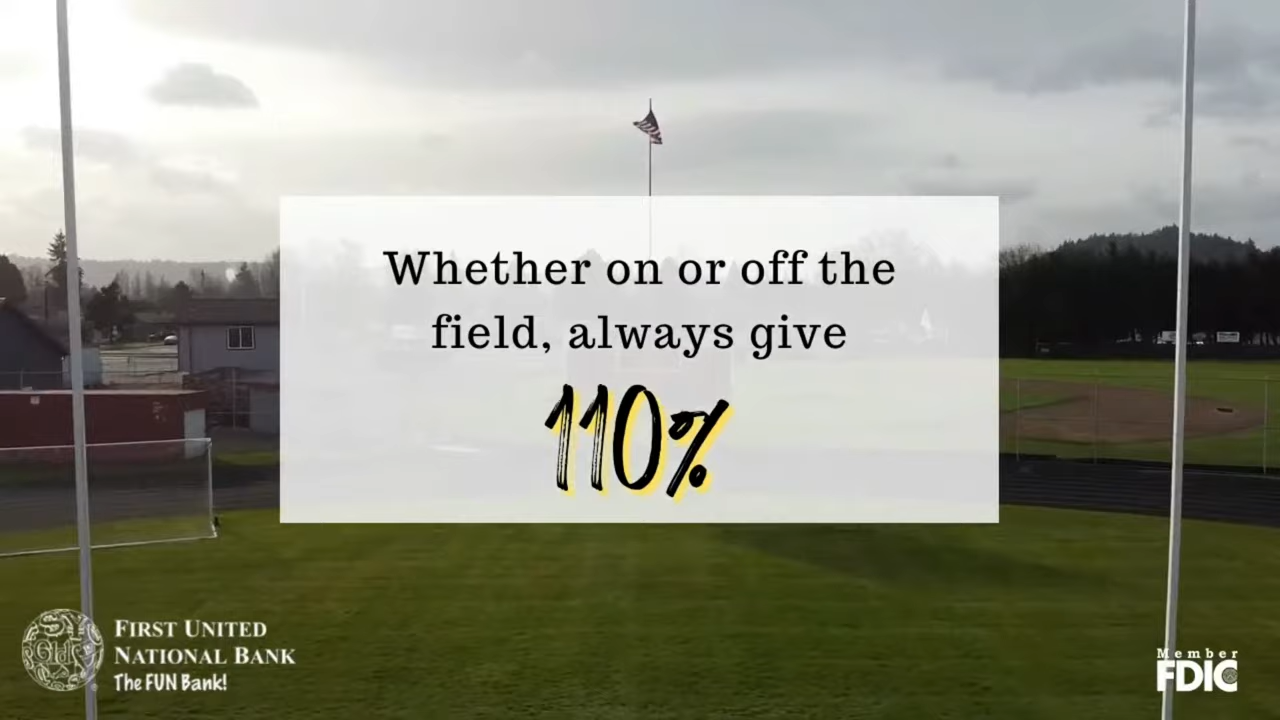 Whether on or off the
field, always give
110%
FIRST UNITED
NATIONAL BANK
The FUN Bank!
Member
FDIC